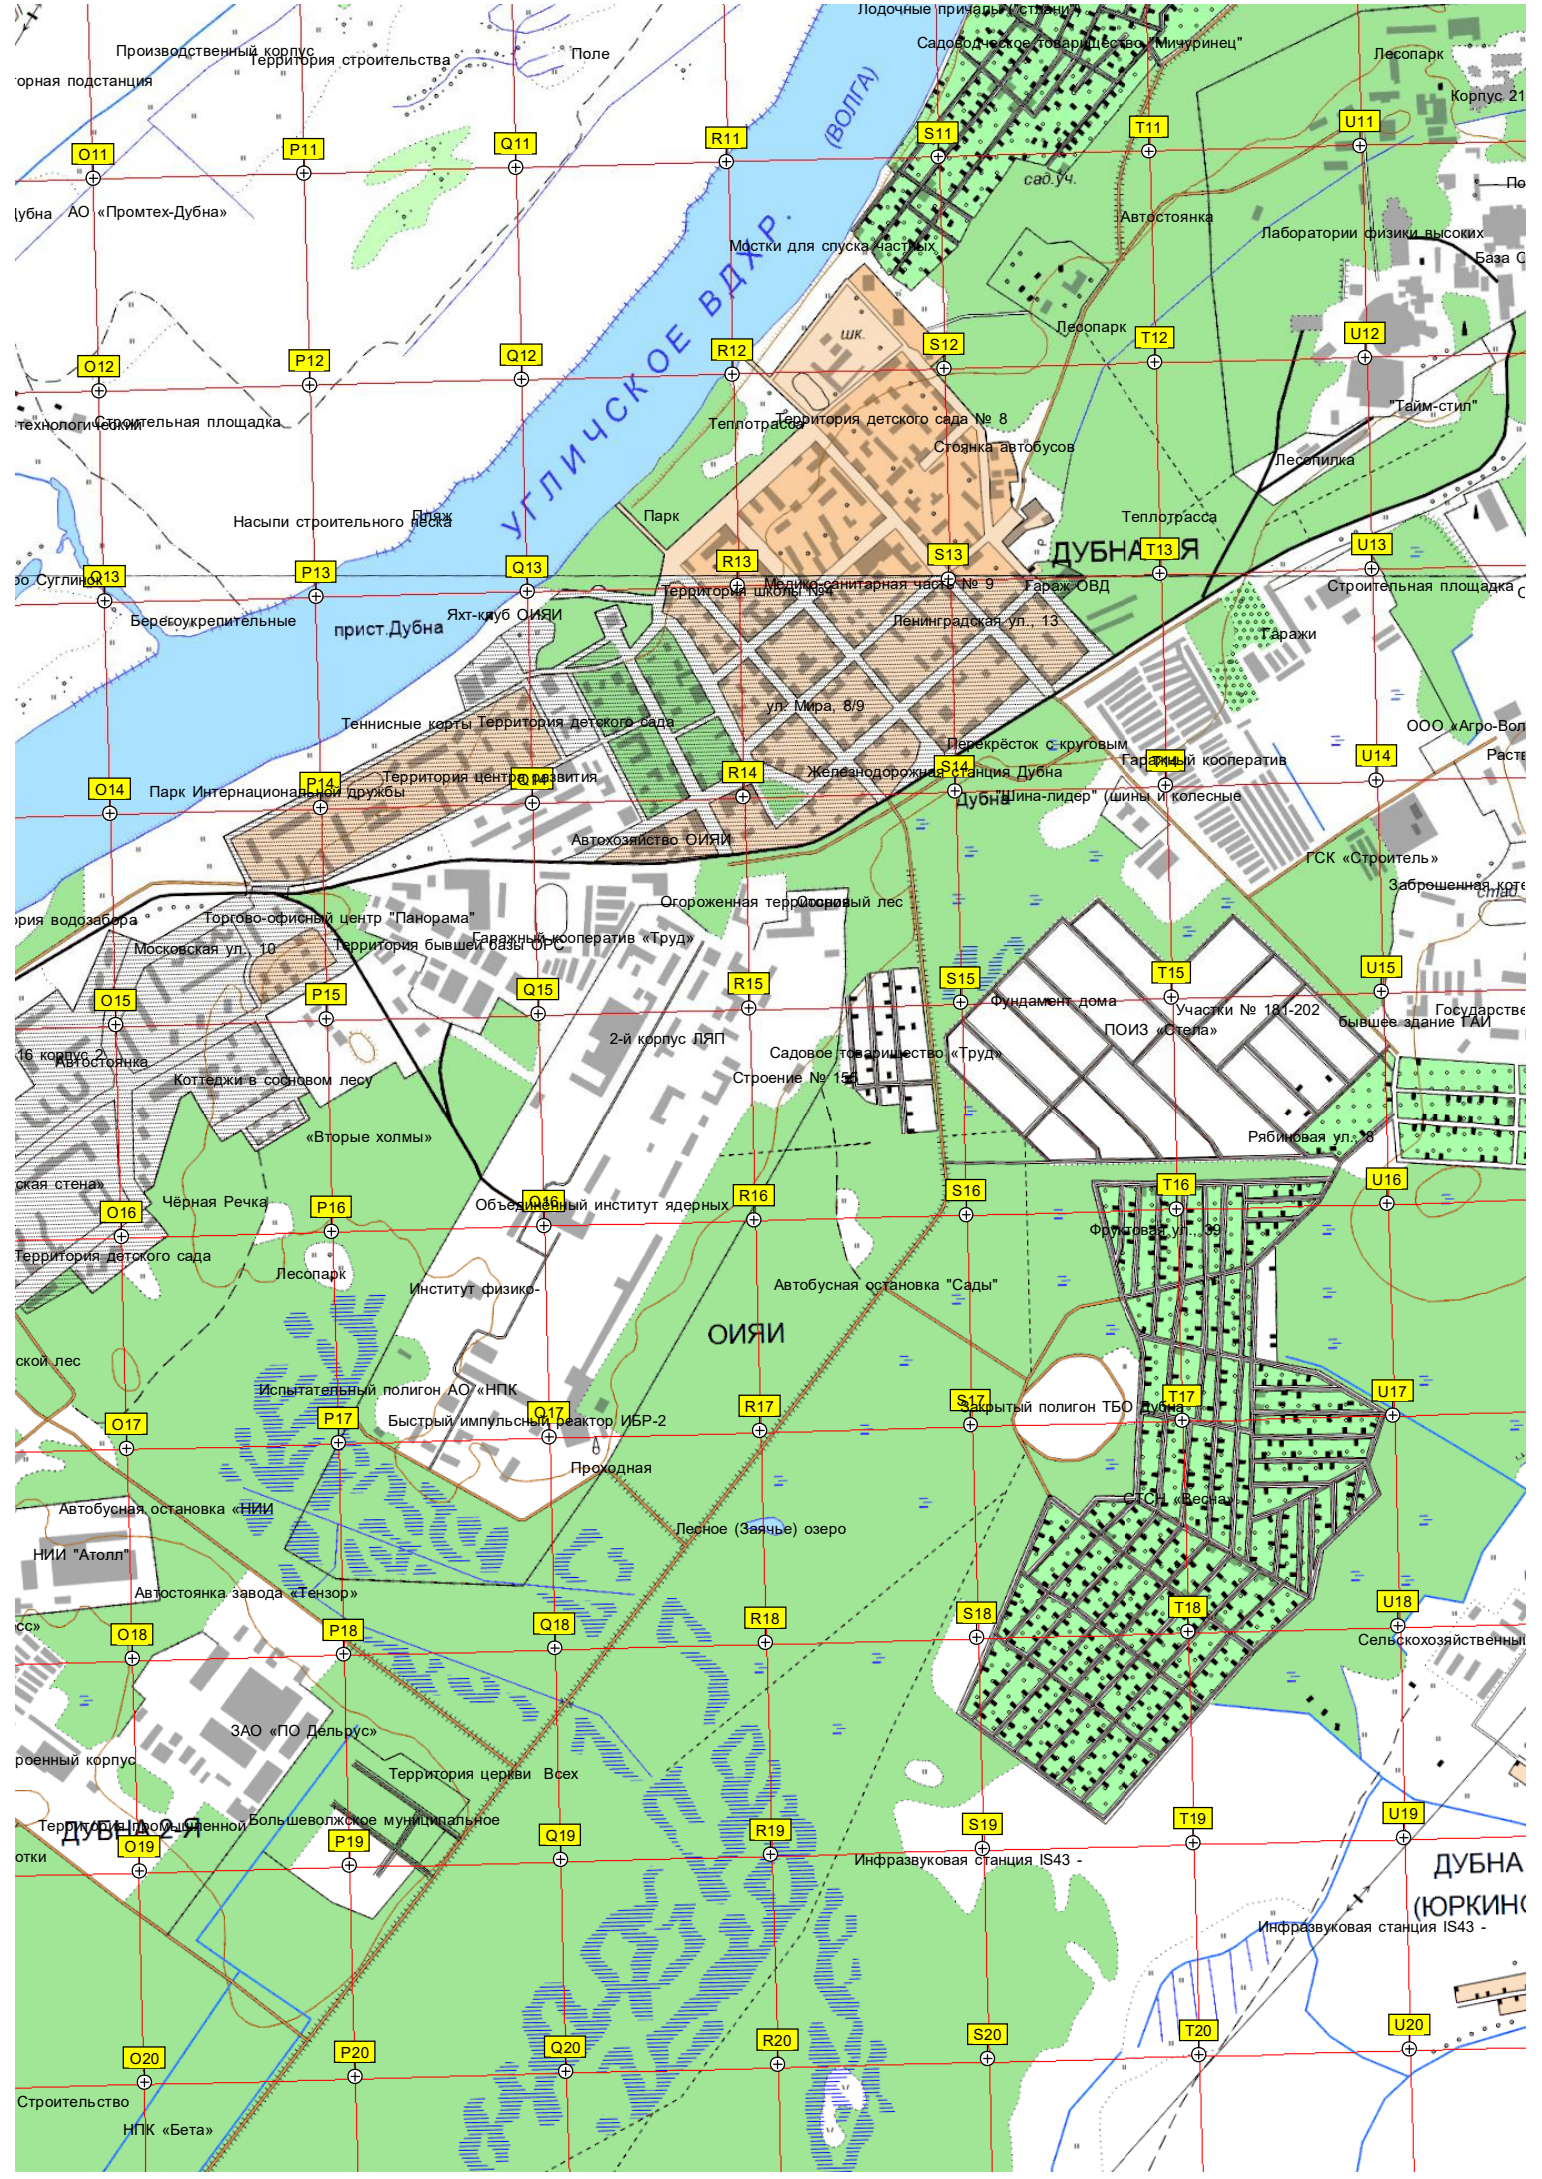 Лодочные причалы ("стлани")
Садоводческое товарищество "Мичуринец"
Производственный корпус
Территория строительства
Поле
Лесопарк
орная подстанция
Корпус 21
(ВОЛГА)
O11
P11
Q11
R11
S11
T11
U11
сад.уч.
По
дубна
АО «Промтех-Дубна»
Автостоянка
Лаборатории физики высоких
Мостки для спуска частных
База О
УГЛИЧСКОЕ ВДХР.
шк.
Лесопарк
O12
P12
Q12
R12
S12
T12
U12
"Тайм-стил"
технологический
Строительная площадка
Теплотрасса
Территория детского сада № 8
Стоянка автобусов
Лесопилка
Насыпи строительного песка
Пляж
Парк
Теплотрасса
ДУБНА
Я
O13
P13
Q13
R13
S13
T13
U13
ро Суглинок
Медико-санитарная часть № 9
Территория школы №4
Гараж ОВД
Строительная площадка
Берегоукрепительные
прист.Дубна
Яхт-клуб ОИЯИ
Ленинградская ул., 13
Гаражи
Теннисные корты
Территория детского сада
ул. Мира, 8/9
ООО «Агро-Вол
Перекрёсток с круговым
Гаражный кооператив
Раств
O14
P14
Q14
R14
S14
T14
U14
Территория центра развития
Железнодорожная станция Дубна
Парк Интернациональной дружбы
Дубна
"Шина-лидер" (шины и колесные
Автохозяйство ОИЯИ
ГСК «Строитель»
Заброшенная коте
стад.
Огороженная территория
Сосновый лес
рия водозабора
Торгово-офисный центр "Панорама"
Московская ул., 10
Территория бывшей базы ОРС
Гаражный кооператив «Труд»
O15
P15
Q15
R15
S15
T15
U15
Фундамент дома
Участки № 181-202
Государстве
ПОИЗ «Стела»
бывшее здание ГАИ
2-й корпус ЛЯП
16 корпус 2
Автостоянка
Садовое товарищество «Труд»
Коттеджи в сосновом лесу
Строение № 155
«Вторые холмы»
Рябиновая ул., 8
ская стена»
Чёрная Речка
O16
P16
Q16
R16
S16
T16
U16
Объединенный институт ядерных
Фруктовая ул., 39
Территория детского сада
Лесопарк
Институт физико-
Автобусная остановка "Сады"
ОИЯИ
ской лес
Испытательный полигон АО «НПК
O17
P17
Q17
R17
S17
T17
U17
Быстрый импульсный реактор ИБР-2
Закрытый полигон ТБО Дубна
Проходная
Автобусная остановка «НИИ
СТСН «Весна»
Лесное (Заячье) озеро
НИИ "Атолл"
Автостоянка завода «Тензор»
сс»
O18
P18
Q18
R18
S18
T18
U18
Сельскохозяйственный
ЗАО «ПО Дельрус»
роенный корпус
Территория церкви Всех
Территория промышленной
Большеволжское муниципальное
ДУБНА 2-Я
O19
P19
Q19
R19
S19
T19
U19
отки
Инфразвуковая станция IS43 -
ДУБНА
(ЮРКИНО
Инфразвуковая станция IS43 -
O20
P20
Q20
R20
S20
T20
U20
Строительство
НПК «Бета»